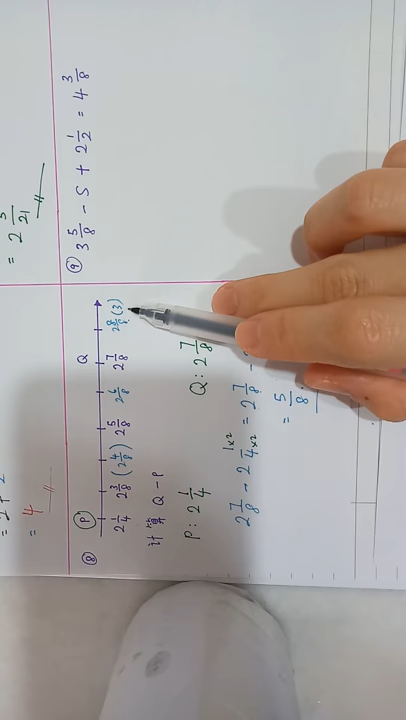 = 2 5/21
= 4
⑧ P Q
2 1/4 2 3/8 (2 4/8) 2 5/8 2 6/8 2 7/8 2 8/8 (3)
计算 Q - P
P : 2 1/4 Q : 2 7/8
2 7/8 - 2 1×2/4×2 = 2 7/8 -
= 5/8
⑨ 3 5/8 - S + 2 1/2 = 4 3/8